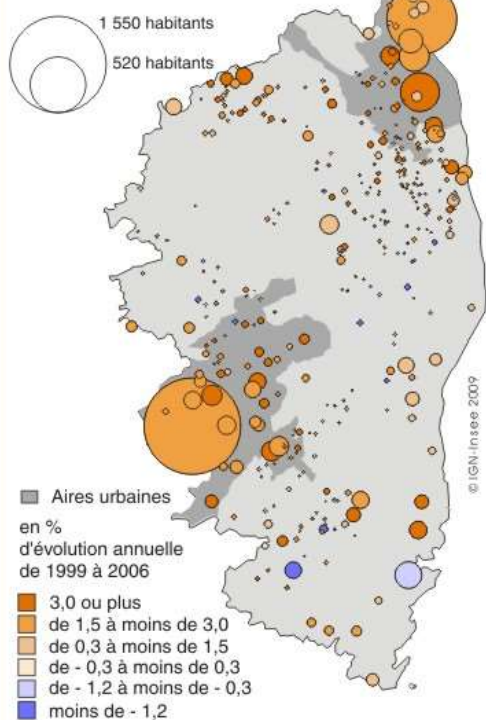 1 550 habitants
520 habitants
© IGN-Insee 2009
Aires urbaines
en %
d'évolution annuelle
de 1999 à 2006
3,0 ou plus
de 1,5 à moins de 3,0
de 0,3 à moins de 1,5
de - 0,3 à moins de 0,3
de - 1,2 à moins de - 0,3
moins de - 1,2